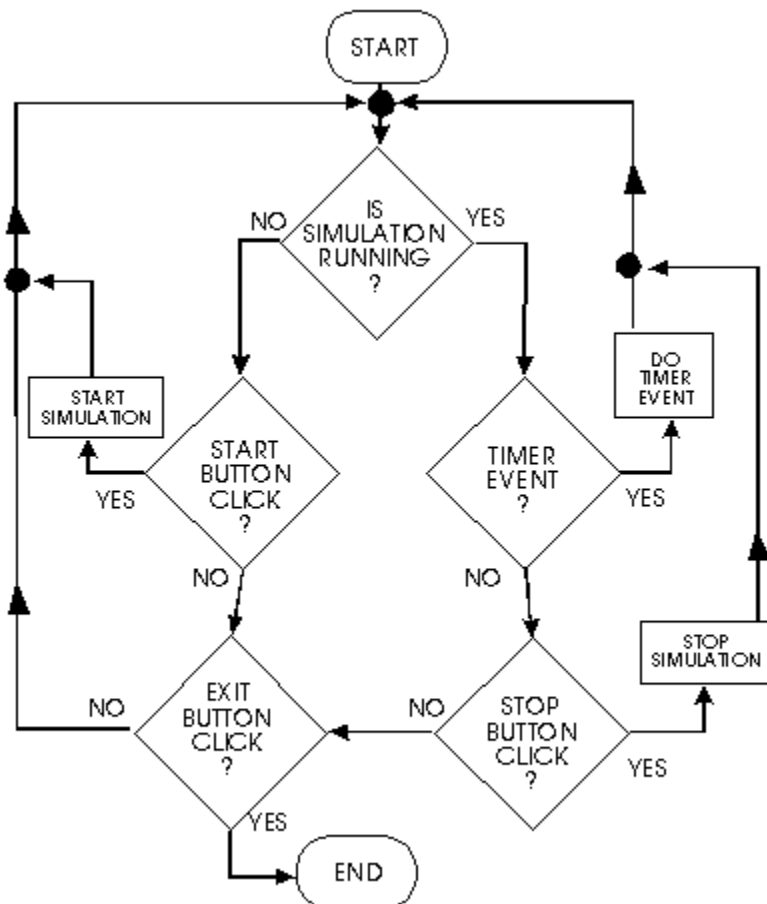 START
IS
SIMULATION
RUNNING
?
NO
YES
START
SIMULATION
DO
TIMER
EVENT
START
BUTTON
CLICK
?
YES
NO
TIMER
EVENT
?
YES
NO
STOP
SIMULATION
EXIT
BUTTON
CLICK
?
NO
YES
STOP
BUTTON
CLICK
?
NO
YES
END